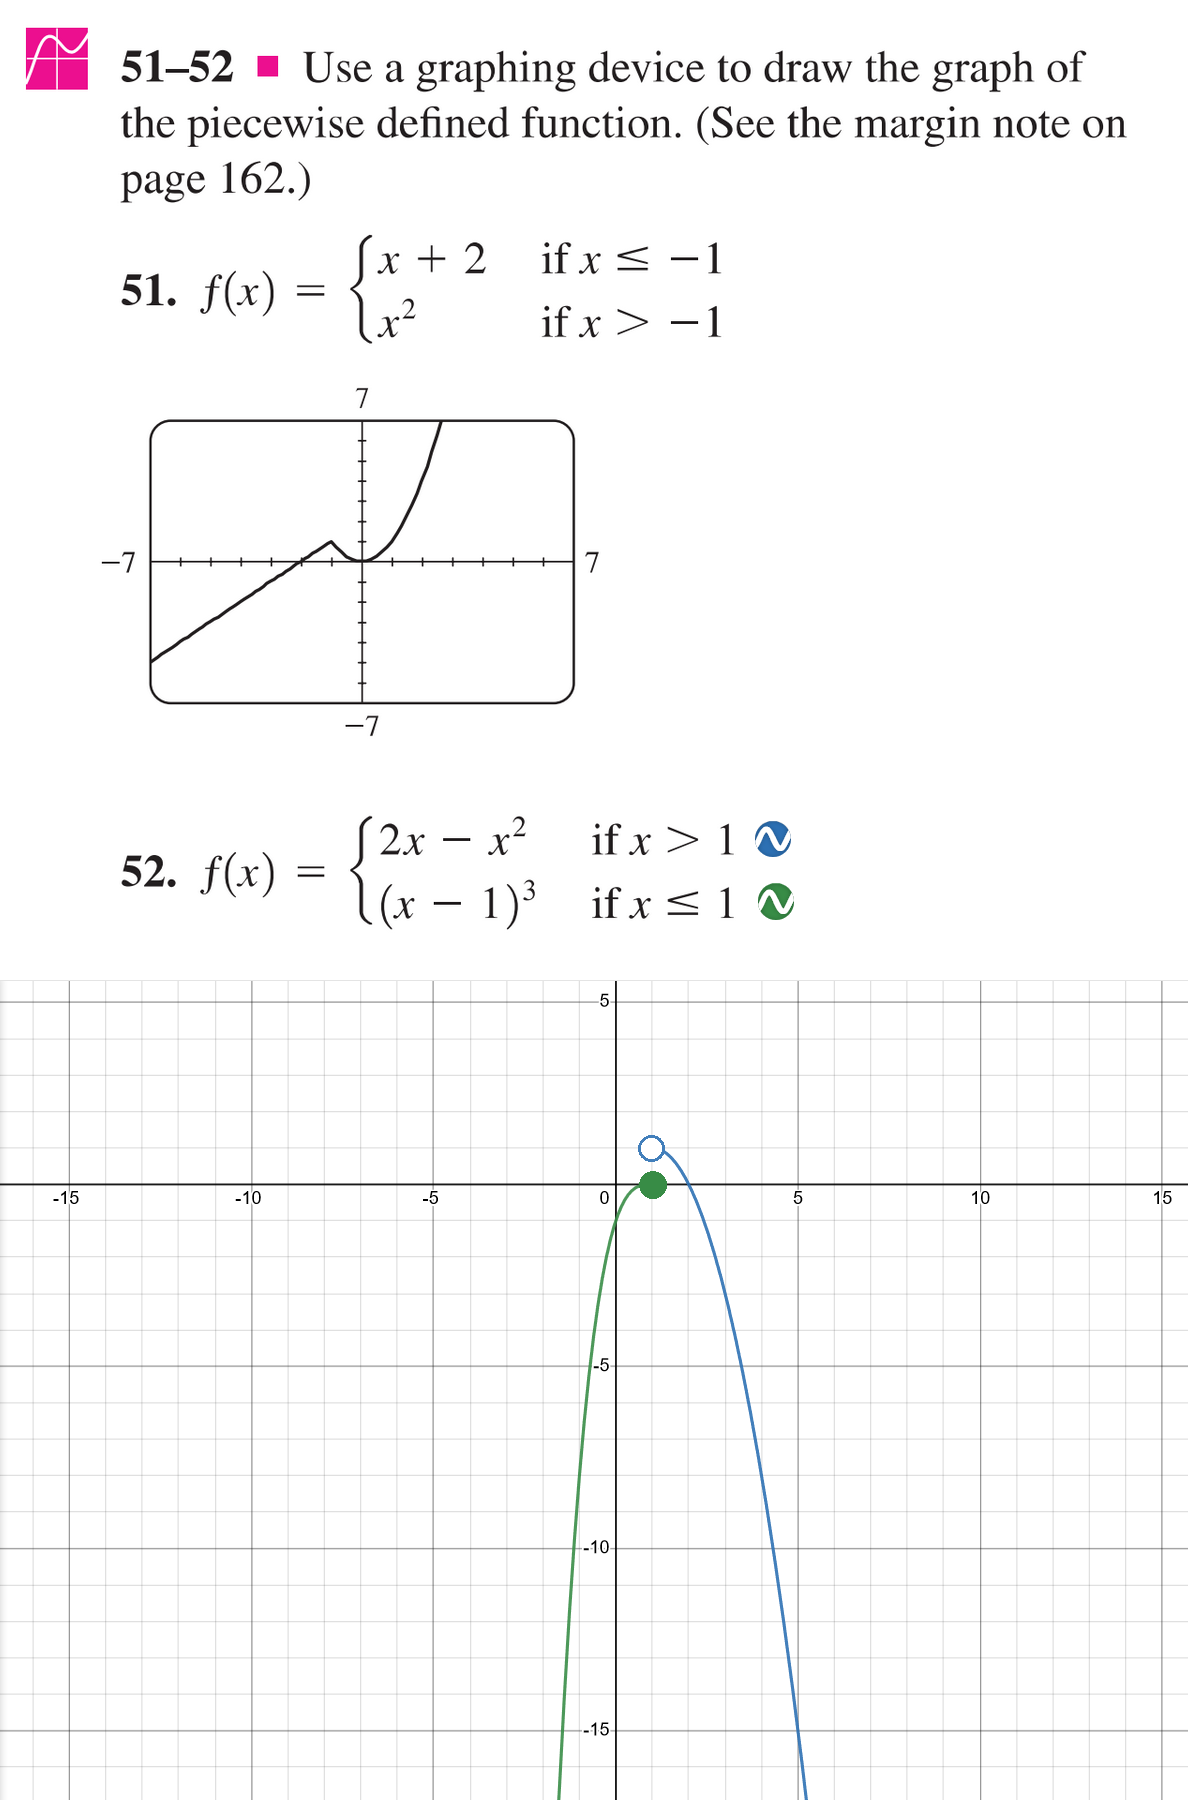 51–52 ■ Use a graphing device to draw the graph of
the piecewise defined function. (See the margin note on
page 162.)
51. f(x) = { x + 2 if x ≤ −1
x² if x > −1
7
−7 7
−7
52. f(x) = { 2x − x² if x > 1
(x − 1)³ if x ≤ 1
5
-15 -10 -5 0 5 10 15
-5
-10
-15